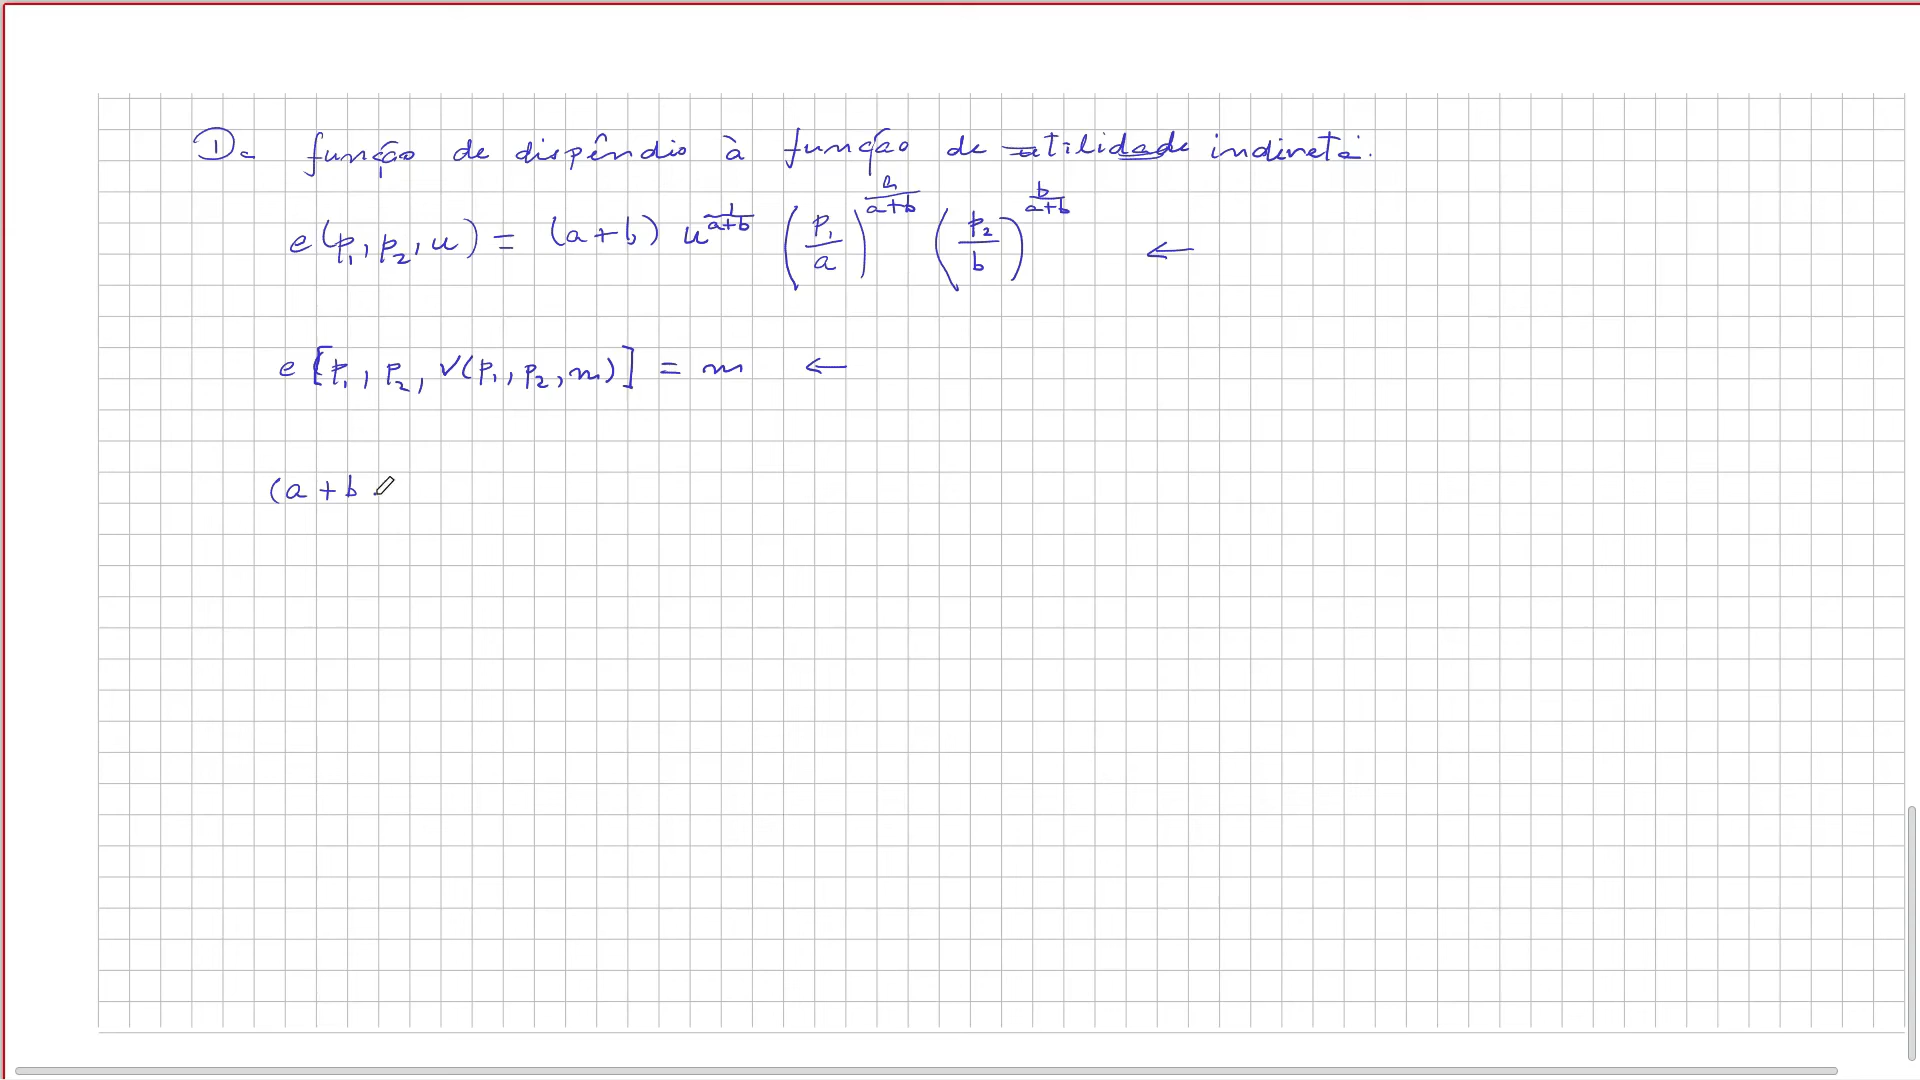 ① Da função de dispêndio à função de utilidade indireta.
e(p₁, p₂, u) = (a+b) u^(1/(a+b)) (p₁/a)^(a/(a+b)) (p₂/b)^(b/(a+b)) ←
e[p₁, p₂, v(p₁, p₂, m)] = m ←
(a + b